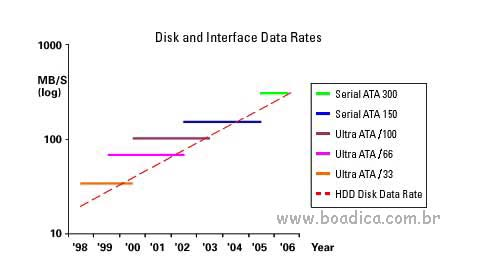 Disk and Interface Data Rates
1000
MB/S
(log)
100
10
'98 '99 '00 '01 '02 '03 '04 '05 '06 Year
Serial ATA 300
Serial ATA 150
Ultra ATA /100
Ultra ATA /66
Ultra ATA /33
HDD Disk Data Rate
www.boadica.com.br